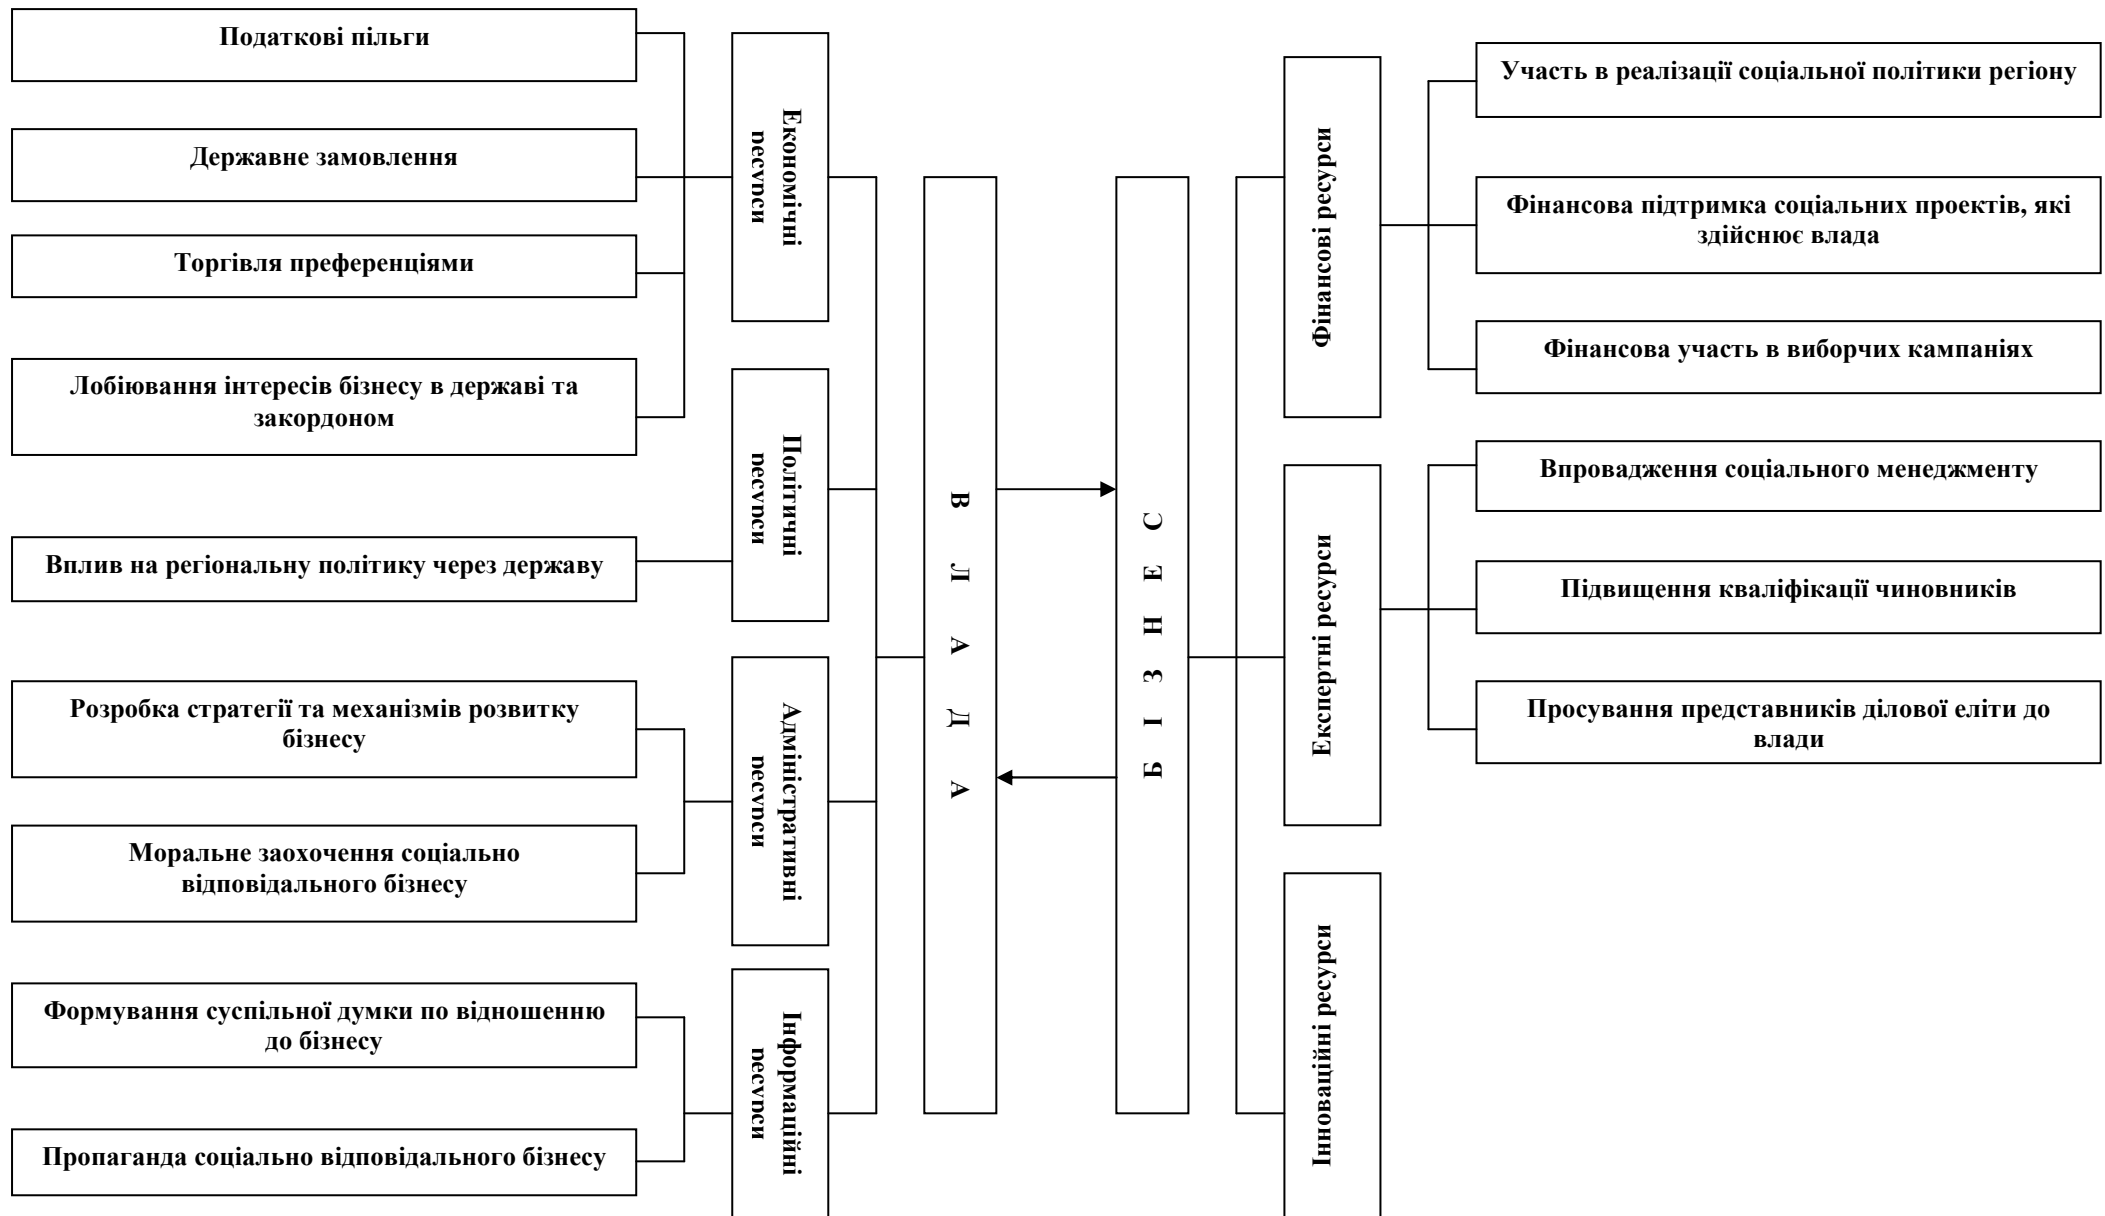 Податкові пільги
Державне замовлення
Торгівля преференціями
Лобіювання інтересів бізнесу в державі та
закордоном
Вплив на регіональну політику через державу
Розробка стратегії та механізмів розвитку
бізнесу
Моральне заохочення соціально
відповідального бізнесу
Формування суспільної думки по відношенню
до бізнесу
Пропаганда соціально відповідального бізнесу
Економічні
ресурси
Політичні
ресурси
Адміністративні
ресурси
Інформаційні
ресурси
В Л А Д А
Б І З Н Е С
Фінансові ресурси
Експертні ресурси
Інноваційні ресурси
Участь в реалізації соціальної політики регіону
Фінансова підтримка соціальних проектів, які
здійснює влада
Фінансова участь в виборчих кампаніях
Впровадження соціального менеджменту
Підвищення кваліфікації чиновників
Просування представників ділової еліти до
влади